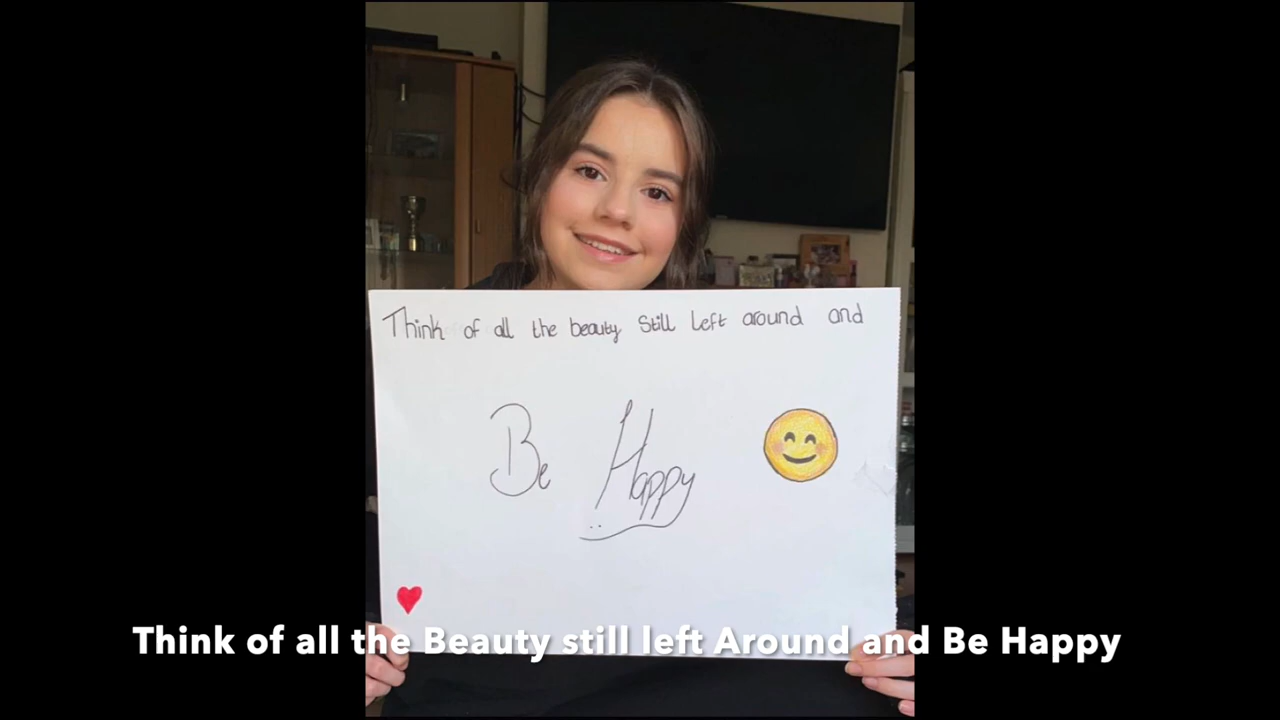 Think of all the beauty Still Left around and
Be Happy
Think of all the Beauty still left Around and Be Happy